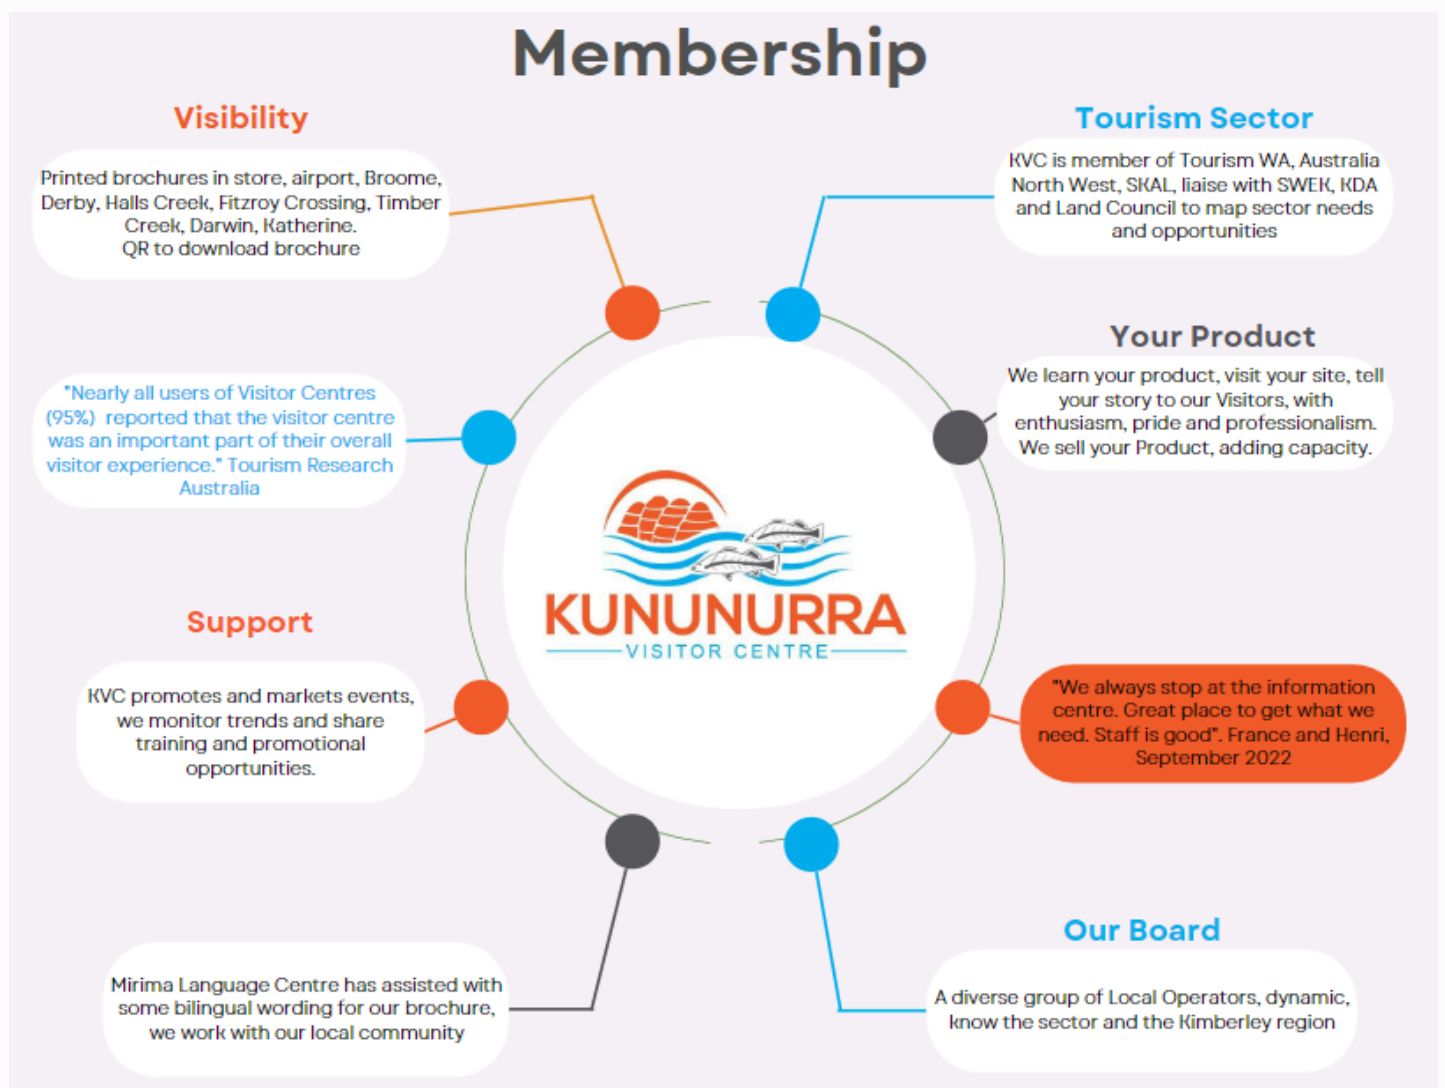 Membership
Visibility
Printed brochures in store, airport, Broome,
Derby, Halls Creek, Fitzroy Crossing, Timber
Creek, Darwin, Katherine.
QR to download brochure
"Nearly all users of Visitor Centres
(95%)  reported that the visitor centre
was an important part of their overall
visitor experience." Tourism Research
Australia
Support
KVC promotes and markets events,
we monitor trends and share
training and promotional
opportunities.
Mirima Language Centre has assisted with
some bilingual wording for our brochure,
we work with our local community
KUNUNURRA
VISITOR CENTRE
Tourism Sector
KVC is member of Tourism WA, Australia
North West, SKAL, liaise with SWEK, KDA
and Land Council to map sector needs
and opportunities
Your Product
We learn your product, visit your site, tell
your story to our Visitors, with
enthusiasm, pride and professionalism.
We sell your Product, adding capacity.
"We always stop at the information
centre. Great place to get what we
need. Staff is good". France and Henri,
September 2022
Our Board
A diverse group of Local Operators, dynamic,
know the sector and the Kimberley region